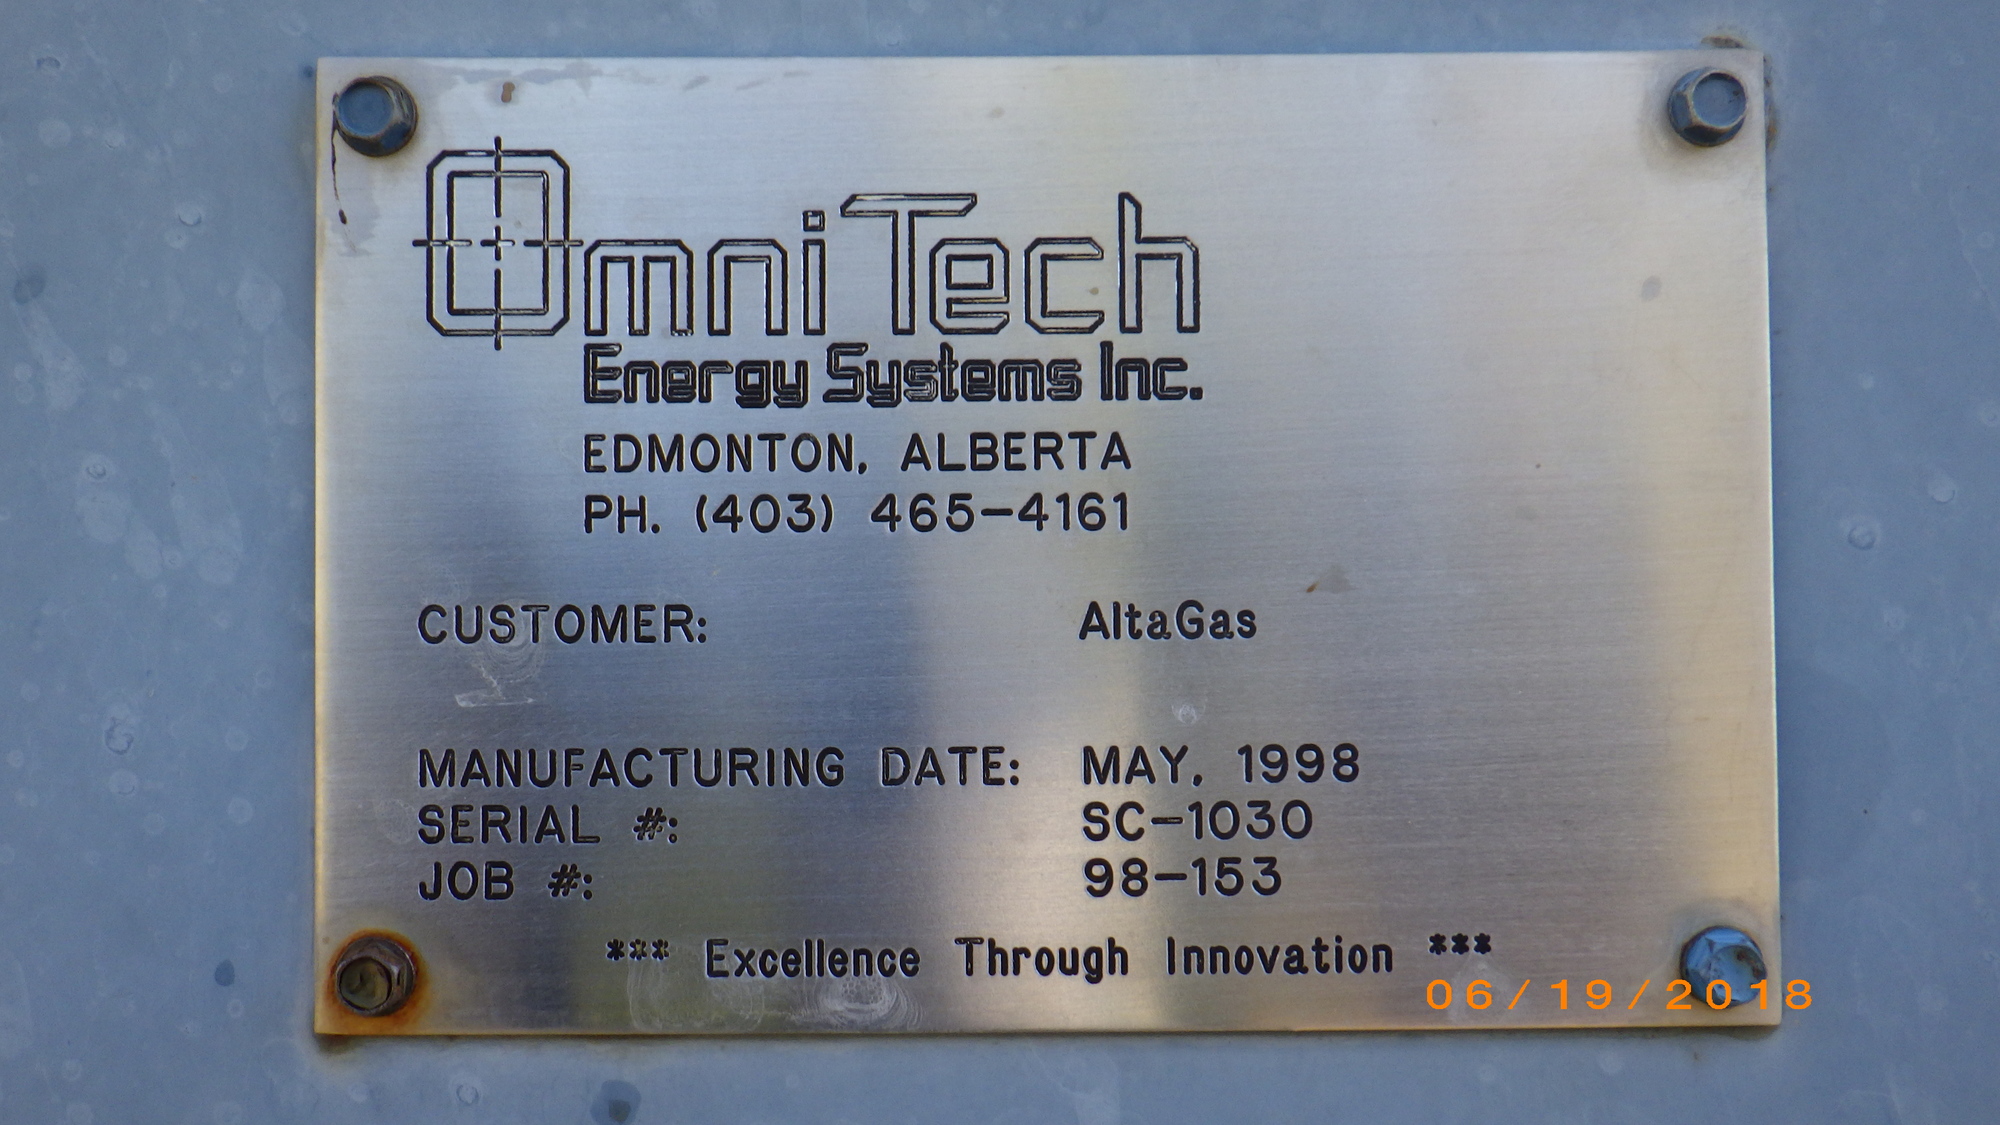 OmniTech
Energy Systems Inc.
EDMONTON, ALBERTA
PH. (403) 465-4161
CUSTOMER: AltaGas
MANUFACTURING DATE: MAY, 1998
SERIAL #: SC-1030
JOB #: 98-153
*** Excellence Through Innovation ***
06/19/2018